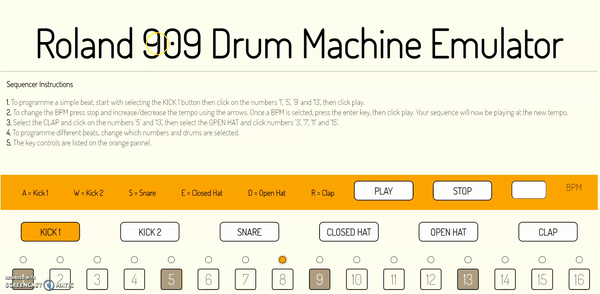 Roland 909 Drum Machine Emulator
Sequencer Instructions
1. To programme a simple beat, start with selecting the KICK 1 button then click on the numbers '1', '5', '9' and '13', then click play.
2. To change the BPM press stop and increase/decrease the tempo using the arrows. Once a BPM is selcted, press the enter key, then click play. Your sequence will now be playing at the new tempo.
3. Select the CLAP and click on the numbers '5' and '13', then select the OPEN HAT and click numbers '3', '7', '11' and '15'.
4. To programme different beats, change which numbers and drums are selected.
5. The key controls are listed on the orange pannel.
A = Kick 1 W = Kick 2 S = Snare E = Closed Hat D = Open Hat R = Clap PLAY STOP BPM
KICK 1 KICK 2 SNARE CLOSED HAT OPEN HAT CLAP
2 3 4 5 6 7 8 9 10 11 12 13 14 15 16
RECORDED WITH
SCREENCAST MATIC